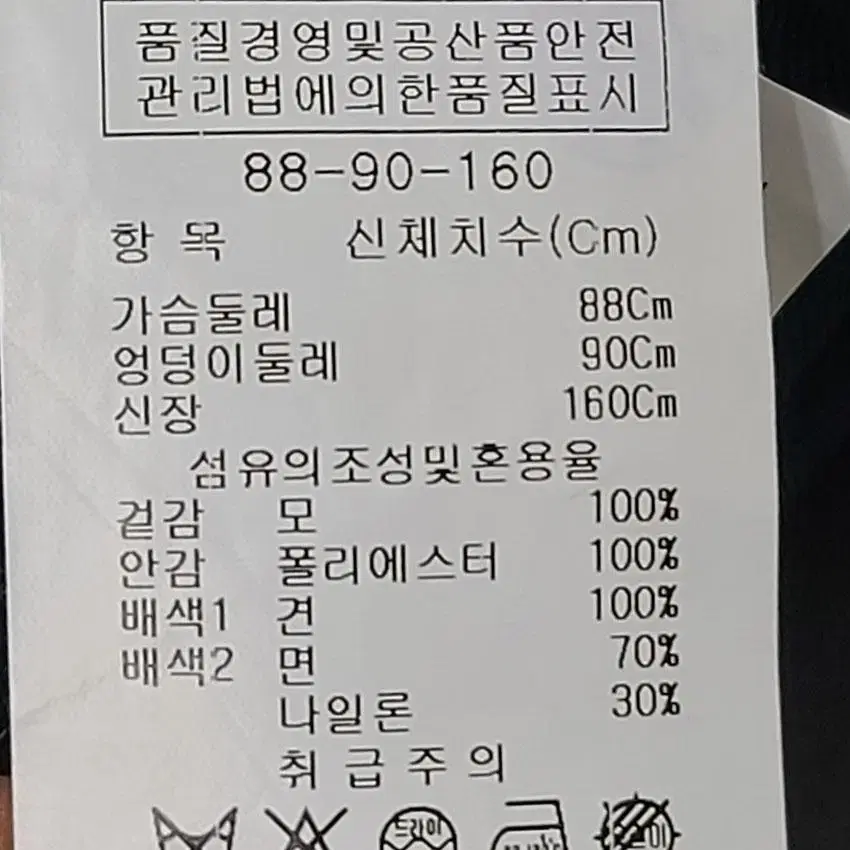 품질경영및공산품안전
관리법에의한품질표시
88-90-160
항 목 신체치수(Cm)
가슴둘레 88Cm
엉덩이둘레 90Cm
신장 160Cm
섬유의조성및혼용율
겉감 모 100%
안감 폴리에스터 100%
배색1 견 100%
배색2 면 70%
나일론 30%
취급주의
드라이